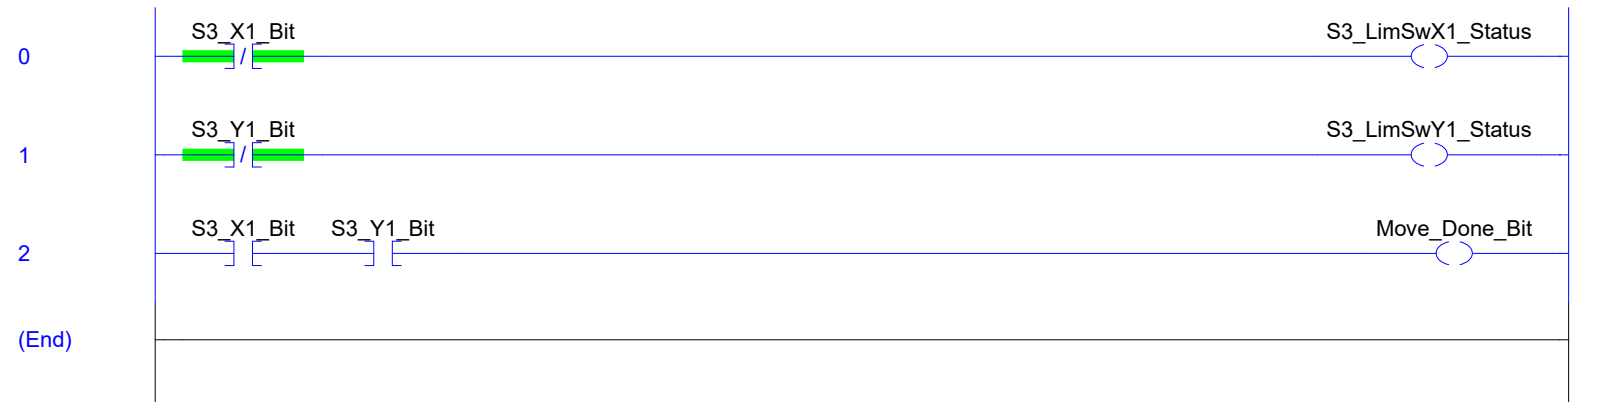 S3_X1_Bit S3_LimSwX1_Status
0 /
S3_Y1_Bit S3_LimSwY1_Status
1 /
S3_X1_Bit S3_Y1_Bit Move_Done_Bit
2
(End)